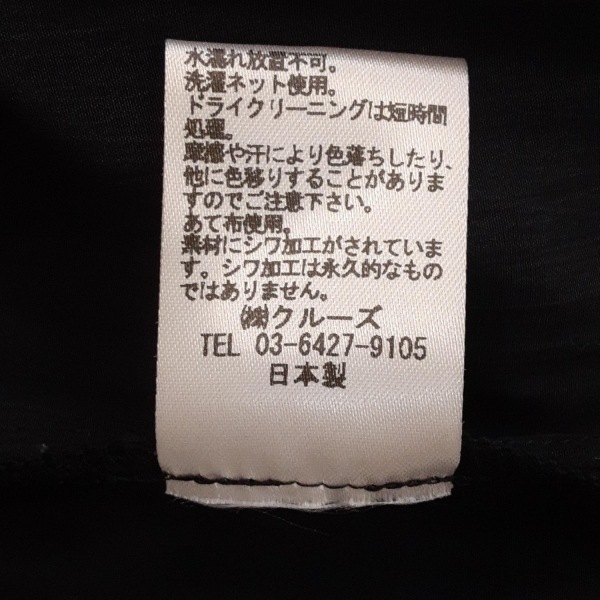 水濡れ放置不可。
洗濯ネット使用。
ドライクリーニングは短時間
処理。
摩擦や汗により色落ちしたり、
他に色移りすることがありま
すのでご注意下さい。
あて布使用。
素材にシワ加工がされていま
す。シワ加工は永久的なもの
ではありません。
㈱クルーズ
TEL 03-6427-9105
日本製